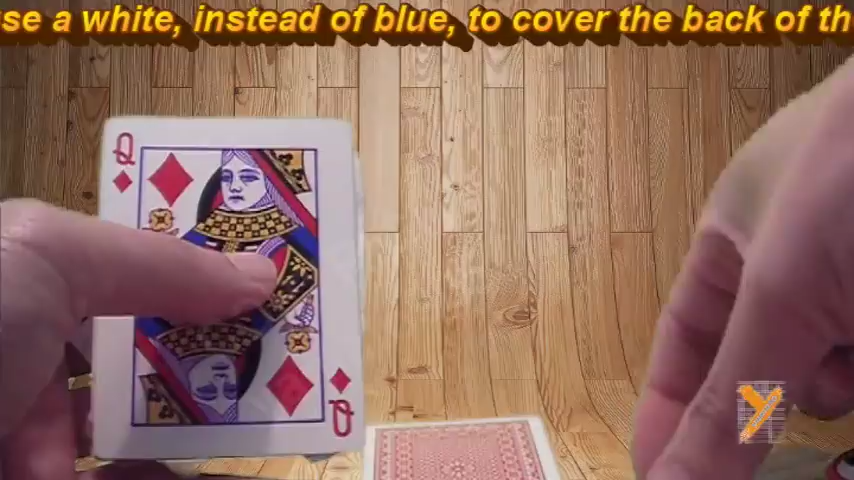 se a white, instead of blue, to cover the back of th
Q
Q